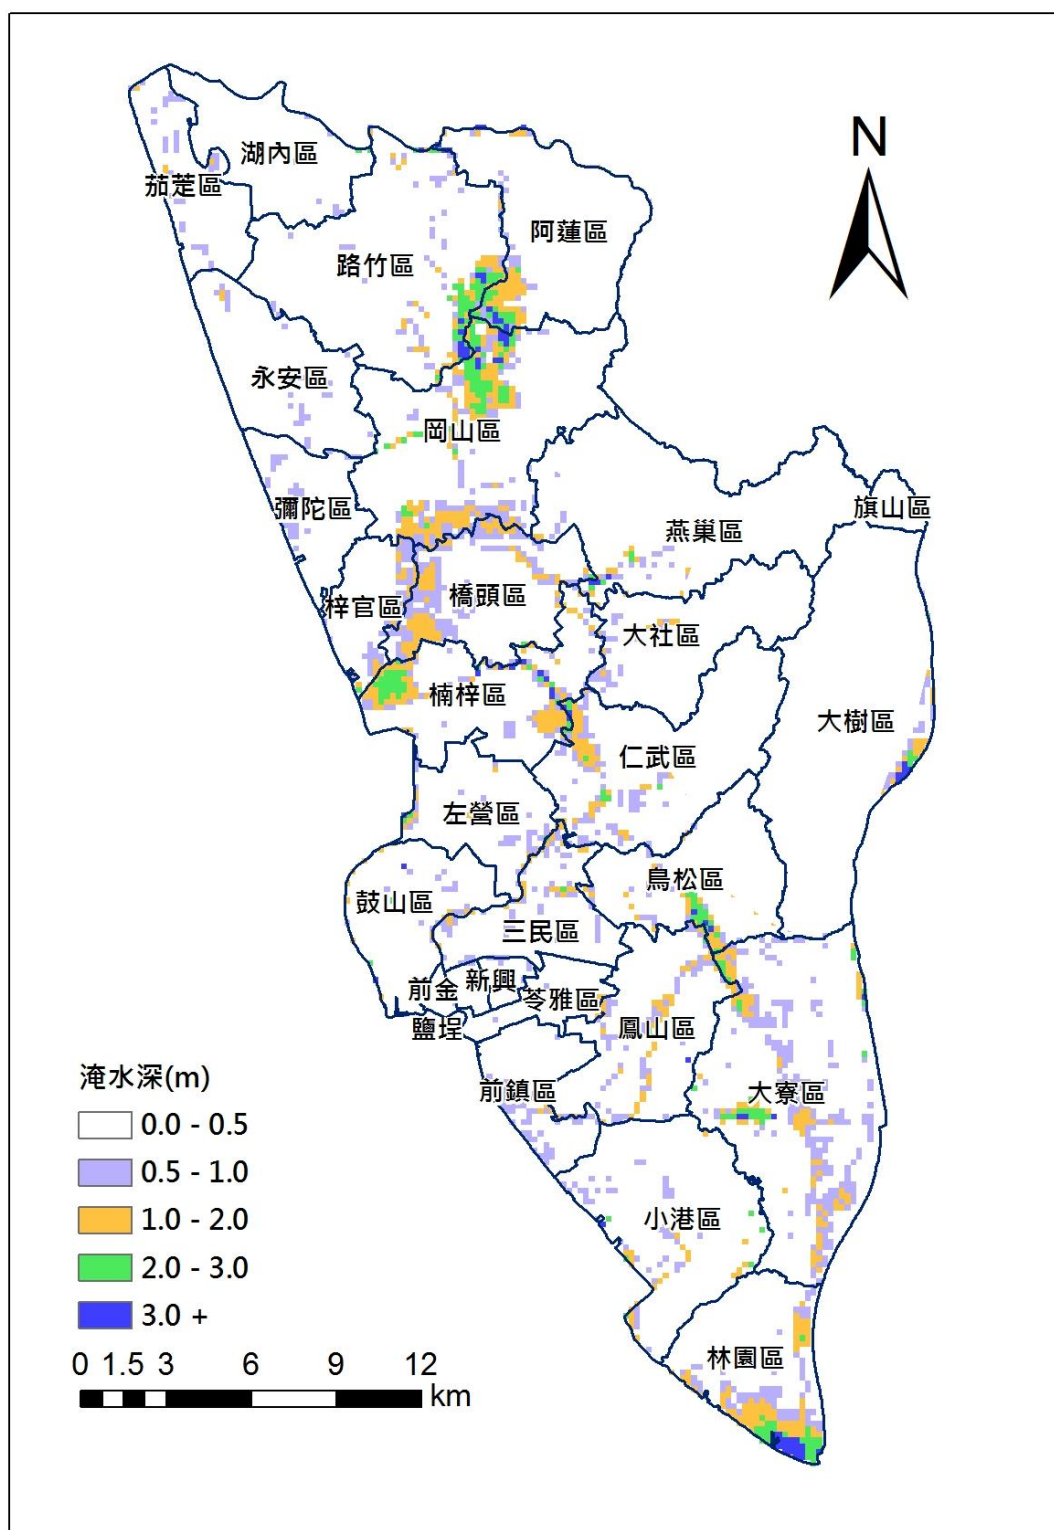 N
湖內區
茄萣區
阿蓮區
路竹區
永安區
岡山區
彌陀區
旗山區
燕巢區
梓官區
橋頭區
大社區
楠梓區
大樹區
仁武區
左營區
鳥松區
鼓山區
三民區
前金
新興
苓雅區
鹽埕
鳳山區
前鎮區
大寮區
小港區
林園區
淹水深(m)
0.0 - 0.5
0.5 - 1.0
1.0 - 2.0
2.0 - 3.0
3.0 +
0 1.5 3 6 9 12
km